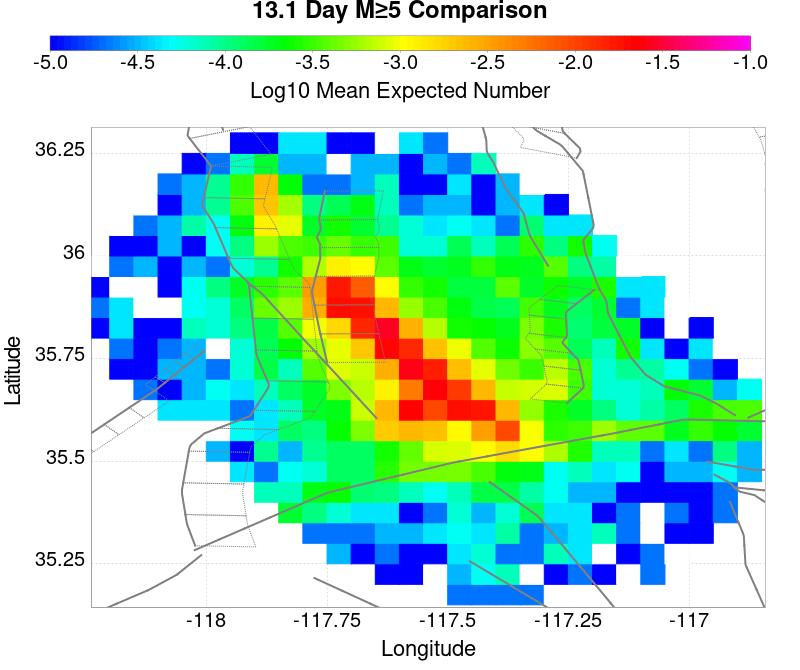 13.1 Day M≥5 Comparison
-5.0 -4.5 -4.0 -3.5 -3.0 -2.5 -2.0 -1.5 -1.0
Log10 Mean Expected Number
36.25
36
35.75
35.5
35.25
Latitude
-118 -117.75 -117.5 -117.25 -117
Longitude